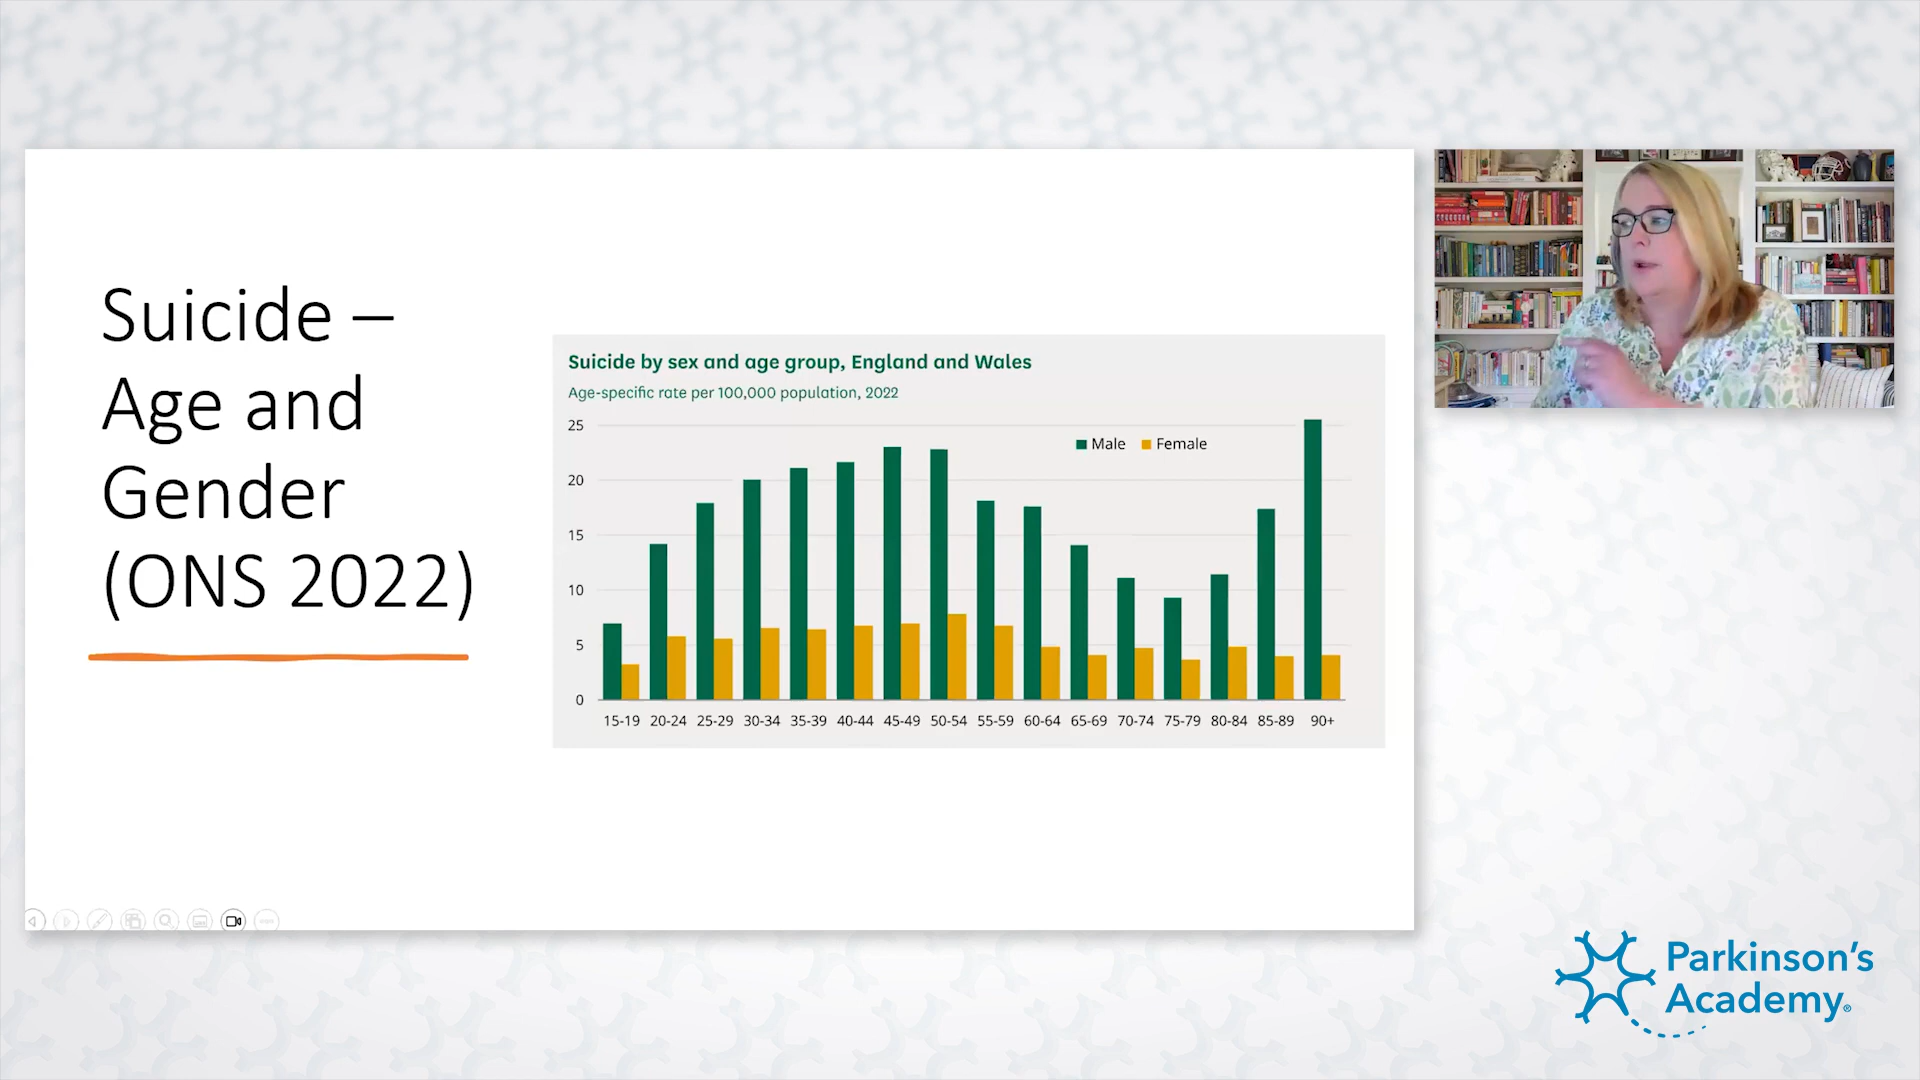 Suicide –
Age and
Gender
(ONS 2022)
Suicide by sex and age group, England and Wales
Age-specific rate per 100,000 population, 2022
Male Female
25
20
15
10
5
0
15-19 20-24 25-29 30-34 35-39 40-44 45-49 50-54 55-59 60-64 65-69 70-74 75-79 80-84 85-89 90+
Parkinson's
Academy®